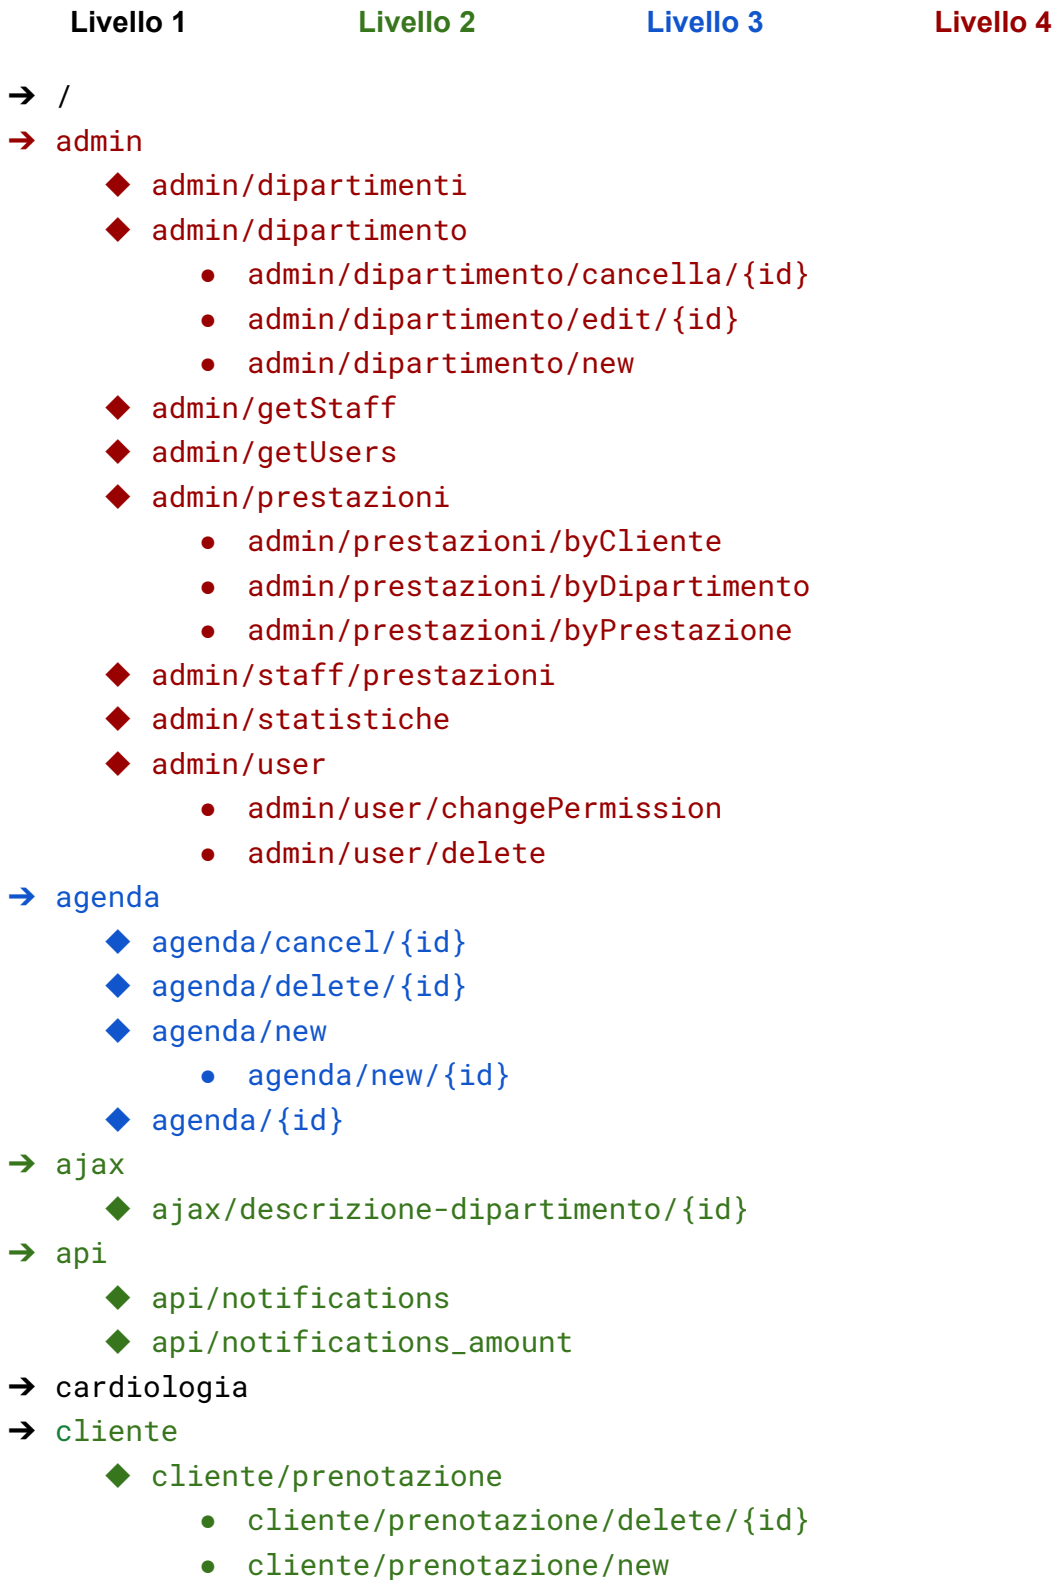 Livello 1 Livello 2 Livello 3 Livello 4
➔ /
➔ admin
◆ admin/dipartimenti
◆ admin/dipartimento
● admin/dipartimento/cancella/{id}
● admin/dipartimento/edit/{id}
● admin/dipartimento/new
◆ admin/getStaff
◆ admin/getUsers
◆ admin/prestazioni
● admin/prestazioni/byCliente
● admin/prestazioni/byDipartimento
● admin/prestazioni/byPrestazione
◆ admin/staff/prestazioni
◆ admin/statistiche
◆ admin/user
● admin/user/changePermission
● admin/user/delete
➔ agenda
◆ agenda/cancel/{id}
◆ agenda/delete/{id}
◆ agenda/new
● agenda/new/{id}
◆ agenda/{id}
➔ ajax
◆ ajax/descrizione-dipartimento/{id}
➔ api
◆ api/notifications
◆ api/notifications_amount
➔ cardiologia
➔ cliente
◆ cliente/prenotazione
● cliente/prenotazione/delete/{id}
● cliente/prenotazione/new